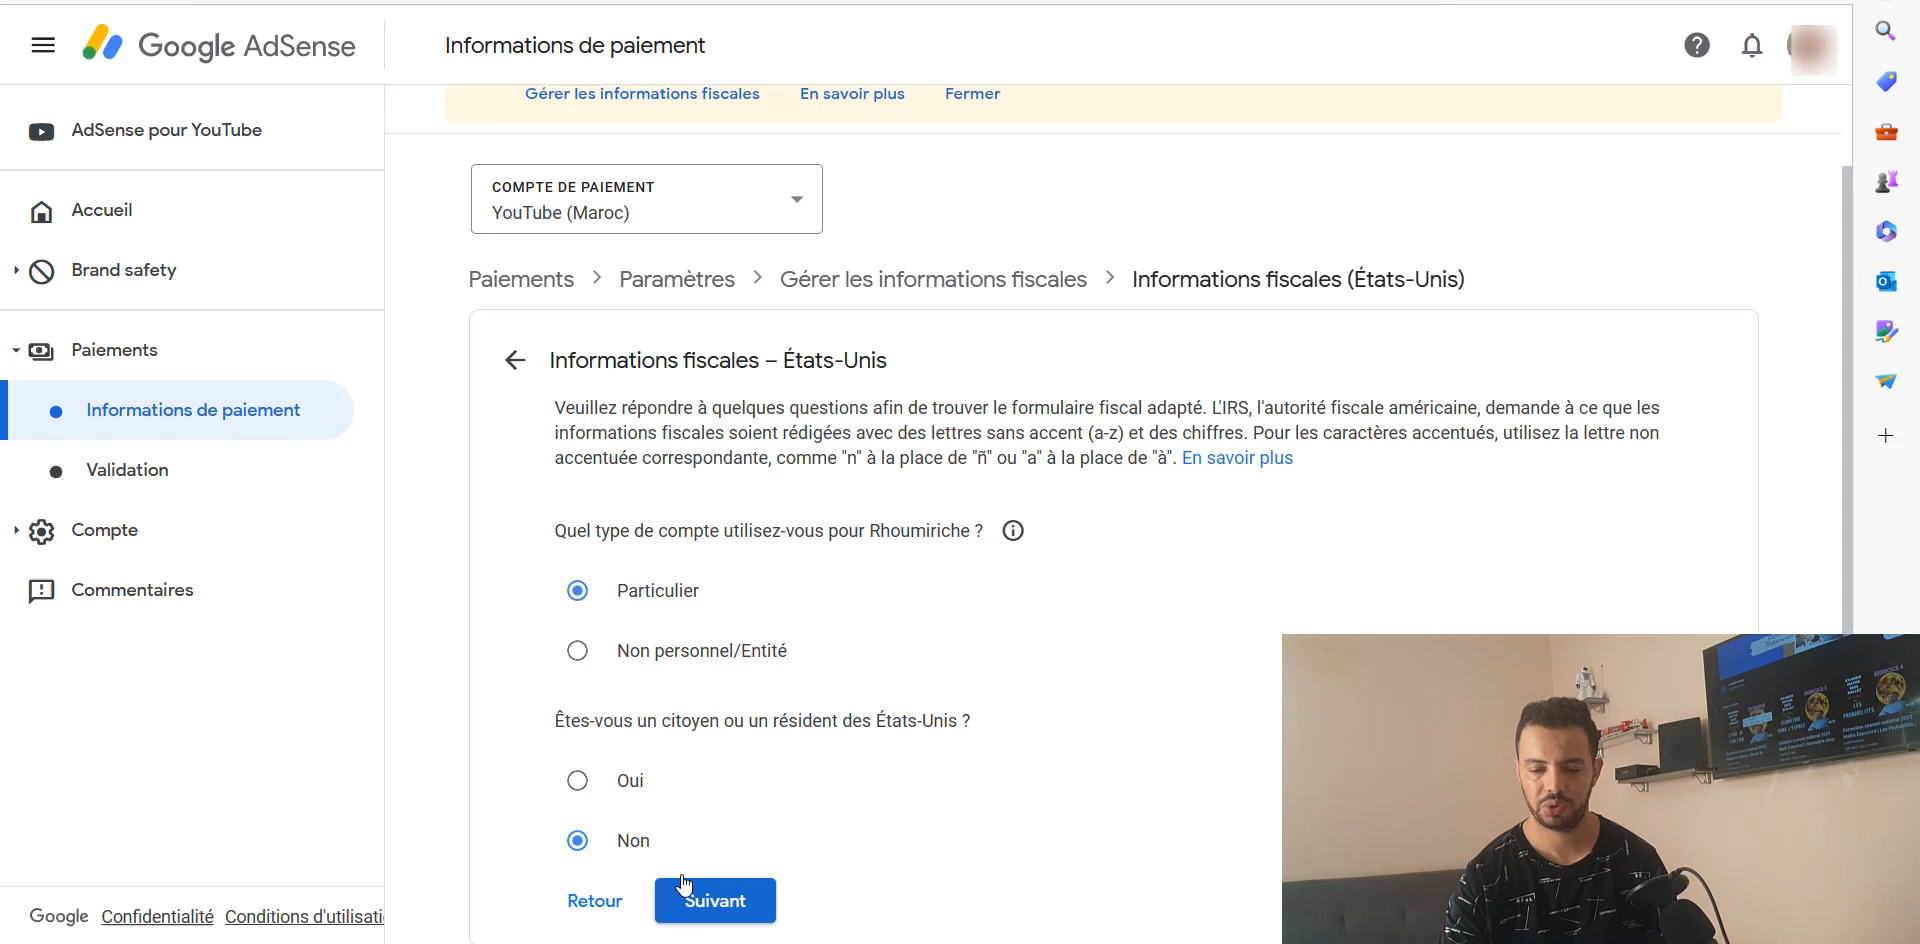 Google AdSense
Informations de paiement
Gérer les informations fiscales
En savoir plus
Fermer
AdSense pour YouTube
Accueil
Brand safety
Paiements
Informations de paiement
Validation
Compte
Commentaires
Google Confidentialité Conditions d'utilisati
COMPTE DE PAIEMENT
YouTube (Maroc)
Paiements > Paramètres > Gérer les informations fiscales > Informations fiscales (États-Unis)
Informations fiscales – États-Unis
Veuillez répondre à quelques questions afin de trouver le formulaire fiscal adapté. L'IRS, l'autorité fiscale américaine, demande à ce que les
informations fiscales soient rédigées avec des lettres sans accent (a-z) et des chiffres. Pour les caractères accentués, utilisez la lettre non
accentuée correspondante, comme "n" à la place de "ñ" ou "a" à la place de "à". En savoir plus
Quel type de compte utilisez-vous pour Rhoumiriche ?
Particulier
Non personnel/Entité
Êtes-vous un citoyen ou un résident des États-Unis ?
Oui
Non
Retour
Suivant